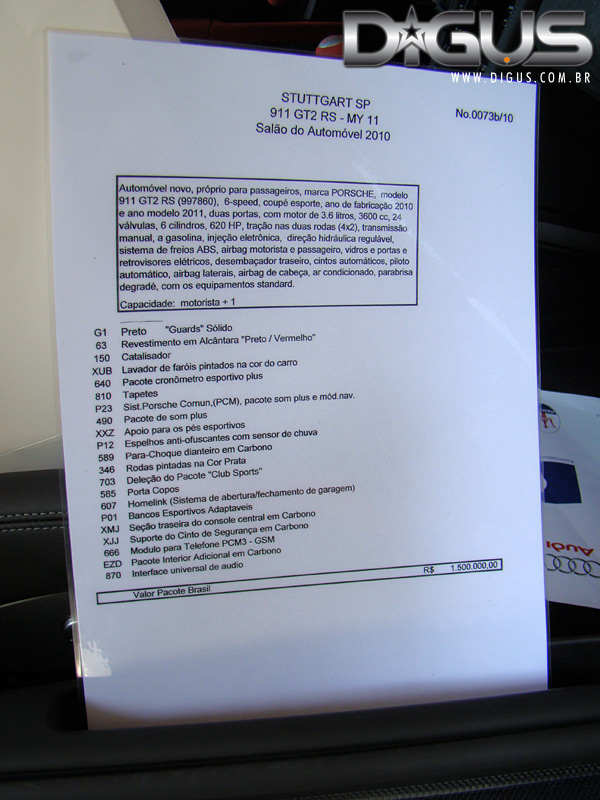 DIGUS
WWW.DIGUS.COM.BR
STUTTGART SP
911 GT2 RS - MY 11
No.0073b/10
Salão do Automóvel 2010
Automóvel novo, próprio para passageiros, marca PORSCHE, modelo
911 GT2 RS (997860), 6-speed, coupé esporte, ano de fabricação 2010
e ano modelo 2011, duas portas, com motor de 3.6 litros, 3600 cc, 24
válvulas, 6 cilindros, 620 HP, tração nas duas rodas (4x2), transmissão
manual, a gasolina, injeção eletrônica, direção hidráulica regulável,
sistema de freios ABS, airbag motorista e passageiro, vidros e portas e
retrovisores elétricos, desembaçador traseiro, cintos automáticos, piloto
automático, airbag laterais, airbag de cabeça, ar condicionado, parabrisa
degradê, com os equipamentos standard.
Capacidade: motorista + 1
G1 Preto "Guards" Sólido
63 Revestimento em Alcântara "Preto / Vermelho"
150 Catalisador
XUB Lavador de faróis pintados na cor do carro
640 Pacote cronômetro esportivo plus
810 Tapetes
P23 Sist.Porsche Comun,(PCM), pacote som plus e mód.nav.
490 Pacote de som plus
XXZ Apoio para os pés esportivos
P12 Espelhos anti-ofuscantes com sensor de chuva
589 Para-Choque dianteiro em Carbono
346 Rodas pintadas na Cor Prata
703 Deleção do Pacote "Club Sports"
585 Porta Copos
607 Homelink (Sistema de abertura/fechamento de garagem)
P01 Bancos Esportivos Adaptaveis
XMJ Seção traseira do console central em Carbono
XJJ Suporte do Cinto de Segurança em Carbono
666 Modulo para Telefone PCM3 - GSM
EZD Pacote Interior Adicional em Carbono
870 Interface universal de audio
Valor Pacote Brasil R$ 1.500.000,00
Audi